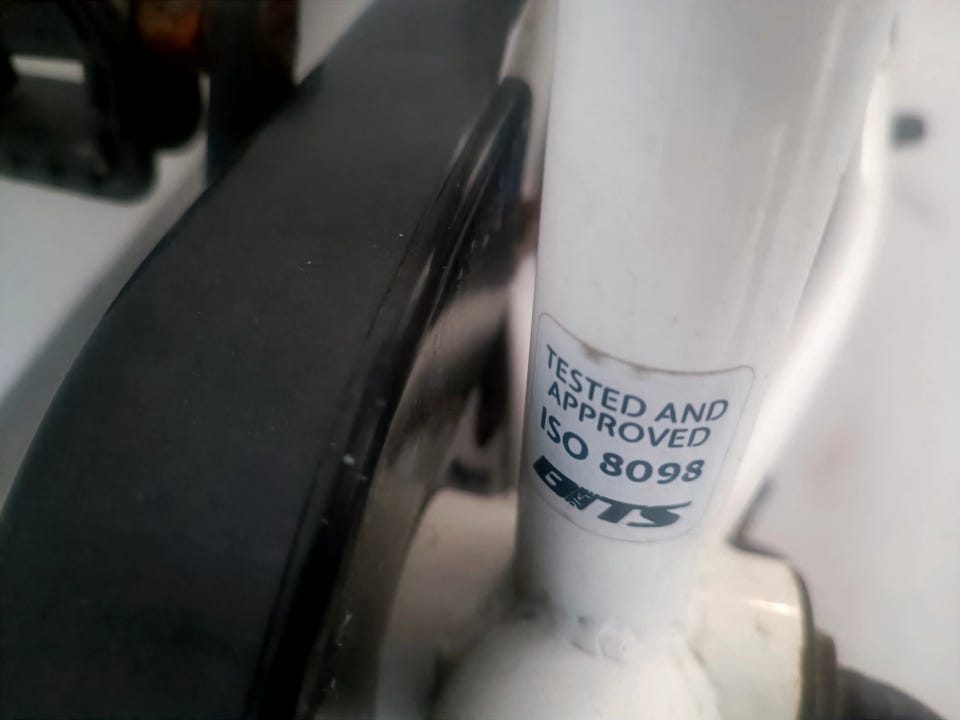 TESTED AND
APPROVED
ISO 8098